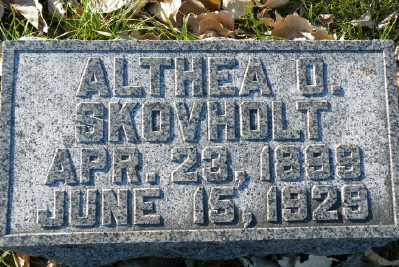 ALTHEA O.
SKOVHOLT
APR. 23, 1899
JUNE 15, 1929